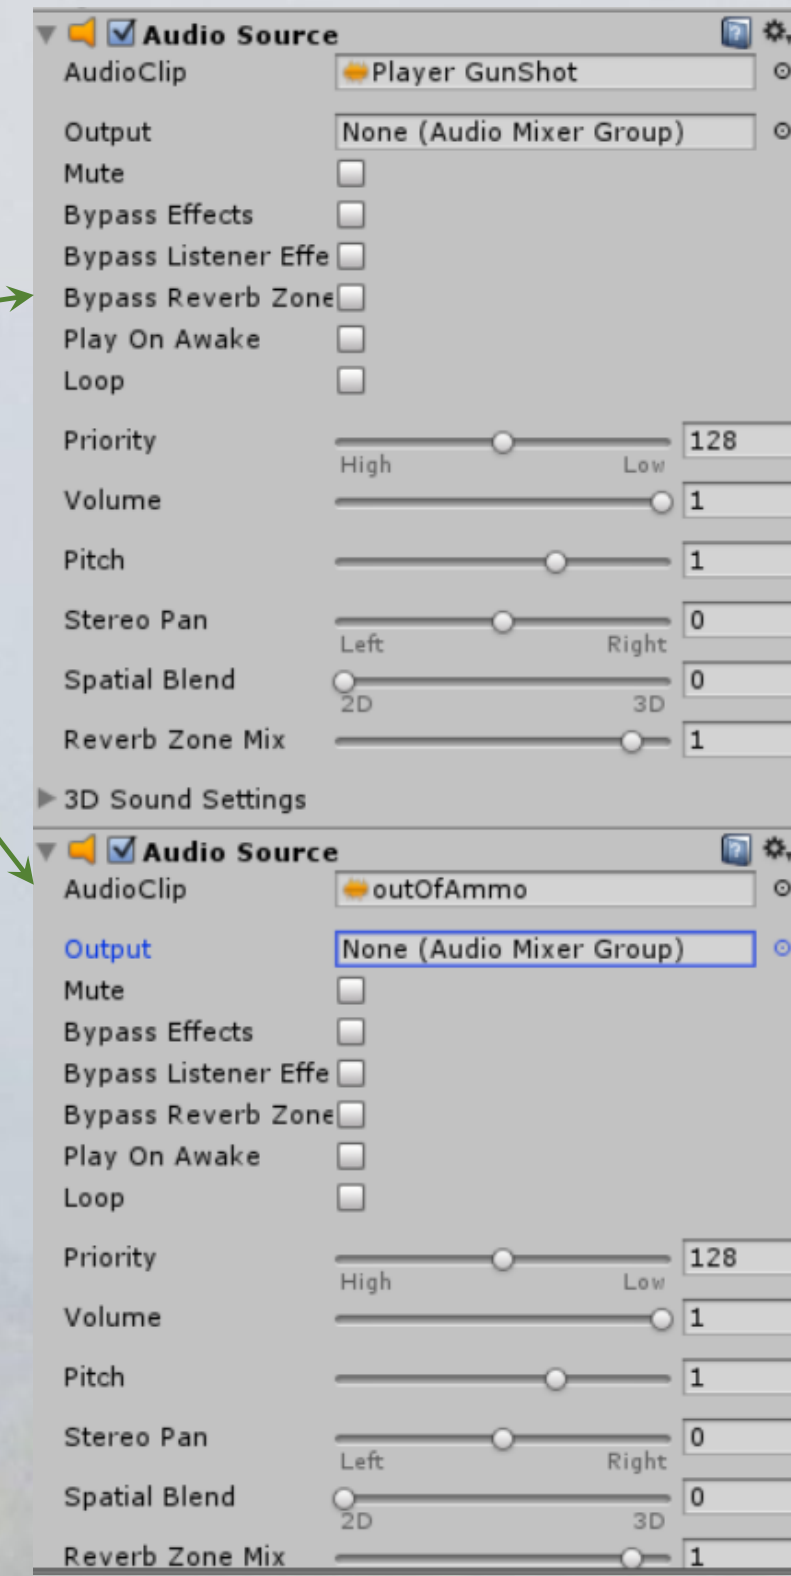 Audio Source
AudioClip Player GunShot
Output None (Audio Mixer Group)
Mute
Bypass Effects
Bypass Listener Effe
Bypass Reverb Zone
Play On Awake
Loop
Priority 128
High Low
Volume 1
Pitch 1
Stereo Pan 0
Left Right
Spatial Blend 0
2D 3D
Reverb Zone Mix 1
3D Sound Settings
Audio Source
AudioClip outOfAmmo
Output None (Audio Mixer Group)
Mute
Bypass Effects
Bypass Listener Effe
Bypass Reverb Zone
Play On Awake
Loop
Priority 128
High Low
Volume 1
Pitch 1
Stereo Pan 0
Left Right
Spatial Blend 0
2D 3D
Reverb Zone Mix 1